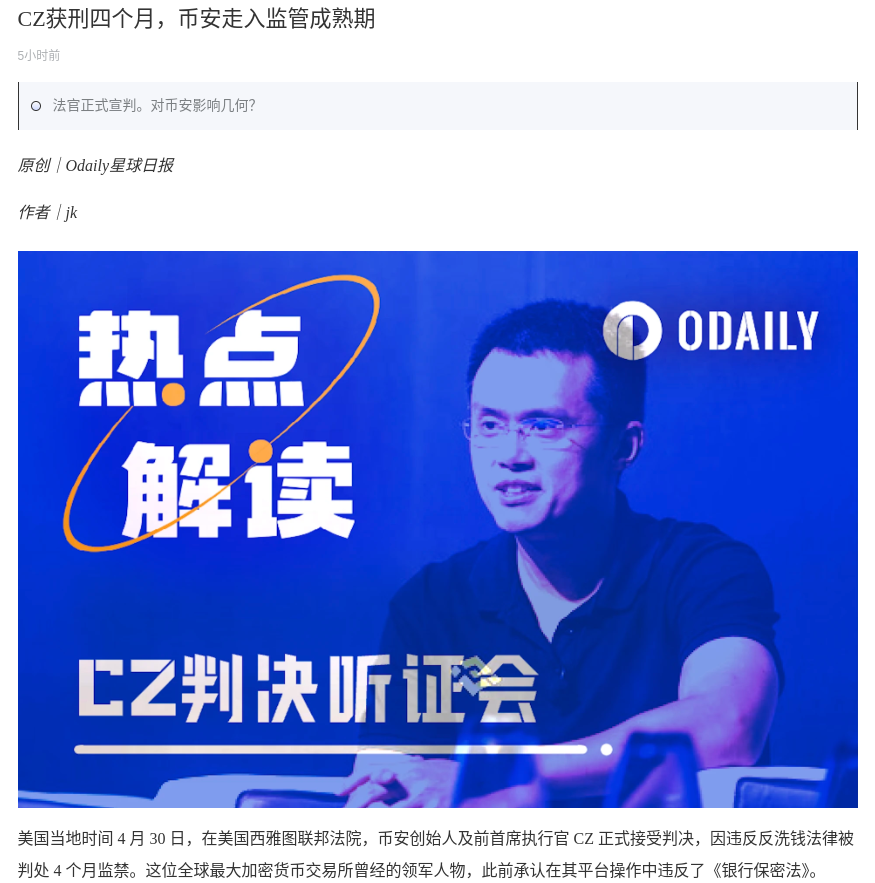 CZ获刑四个月，币安走入监管成熟期
5小时前
法官正式宣判。对币安影响几何？
原创｜Odaily星球日报
作者｜jk
ODAILY
热点
解读
CZ判决听证会
美国当地时间 4 月 30 日，在美国西雅图联邦法院，币安创始人及前首席执行官 CZ 正式接受判决，因违反反洗钱法律被
判处 4 个月监禁。这位全球最大加密货币交易所曾经的领军人物，此前承认在其平台操作中违反了《银行保密法》。